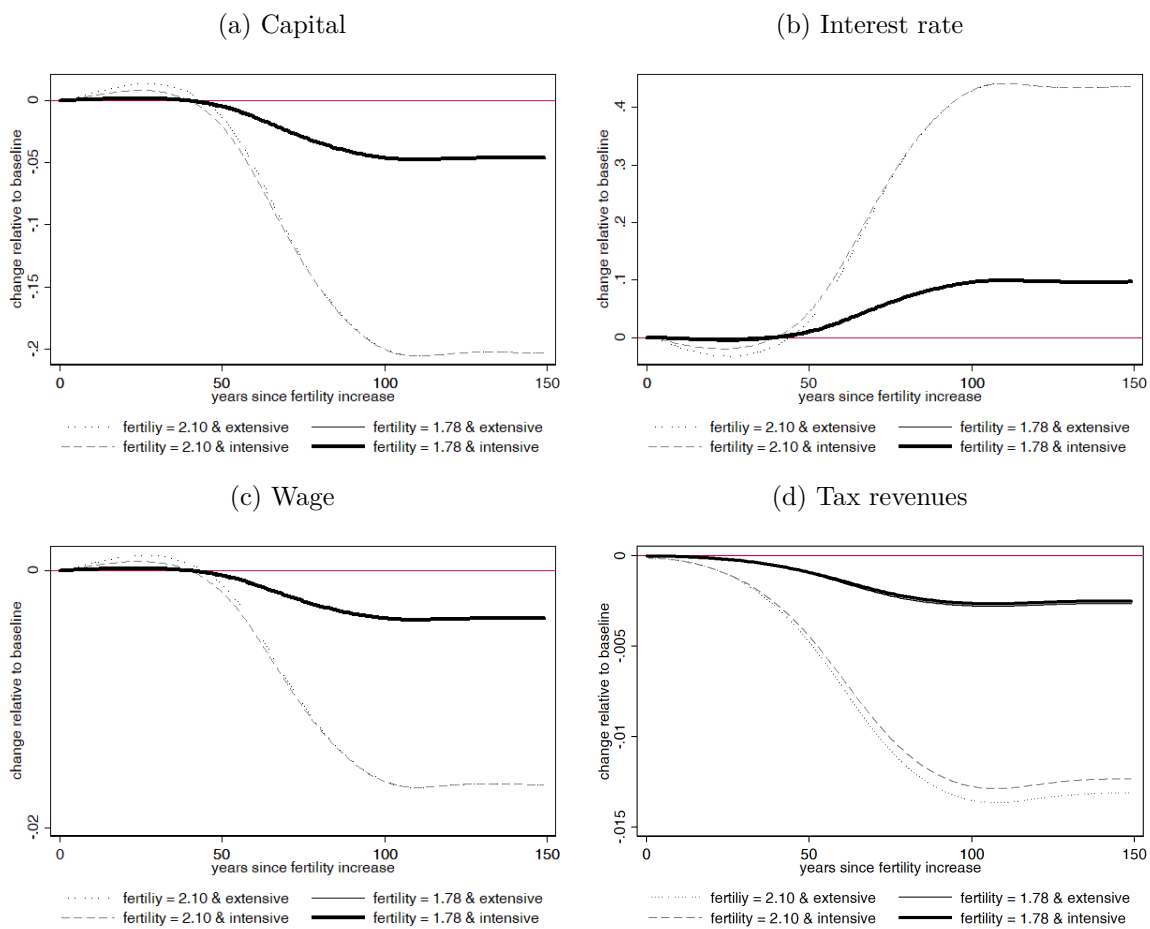 (a) Capital
(b) Interest rate
change relative to baseline
0
-.05
-.1
-.15
-.2
0
50
100
150
years since fertility increase
fertiliy = 2.10 & extensive
fertility = 1.78 & extensive
fertility = 2.10 & intensive
fertility = 1.78 & intensive
change relative to baseline
.4
.3
.2
.1
0
0
50
100
150
years since fertility increase
fertiliy = 2.10 & extensive
fertility = 1.78 & extensive
fertility = 2.10 & intensive
fertility = 1.78 & intensive
(c) Wage
(d) Tax revenues
change relative to baseline
0
-.02
0
50
100
150
years since fertility increase
fertiliy = 2.10 & extensive
fertility = 1.78 & extensive
fertility = 2.10 & intensive
fertility = 1.78 & intensive
change relative to baseline
0
-.005
-.01
-.015
0
50
100
150
years since fertility increase
fertiliy = 2.10 & extensive
fertility = 1.78 & extensive
fertility = 2.10 & intensive
fertility = 1.78 & intensive